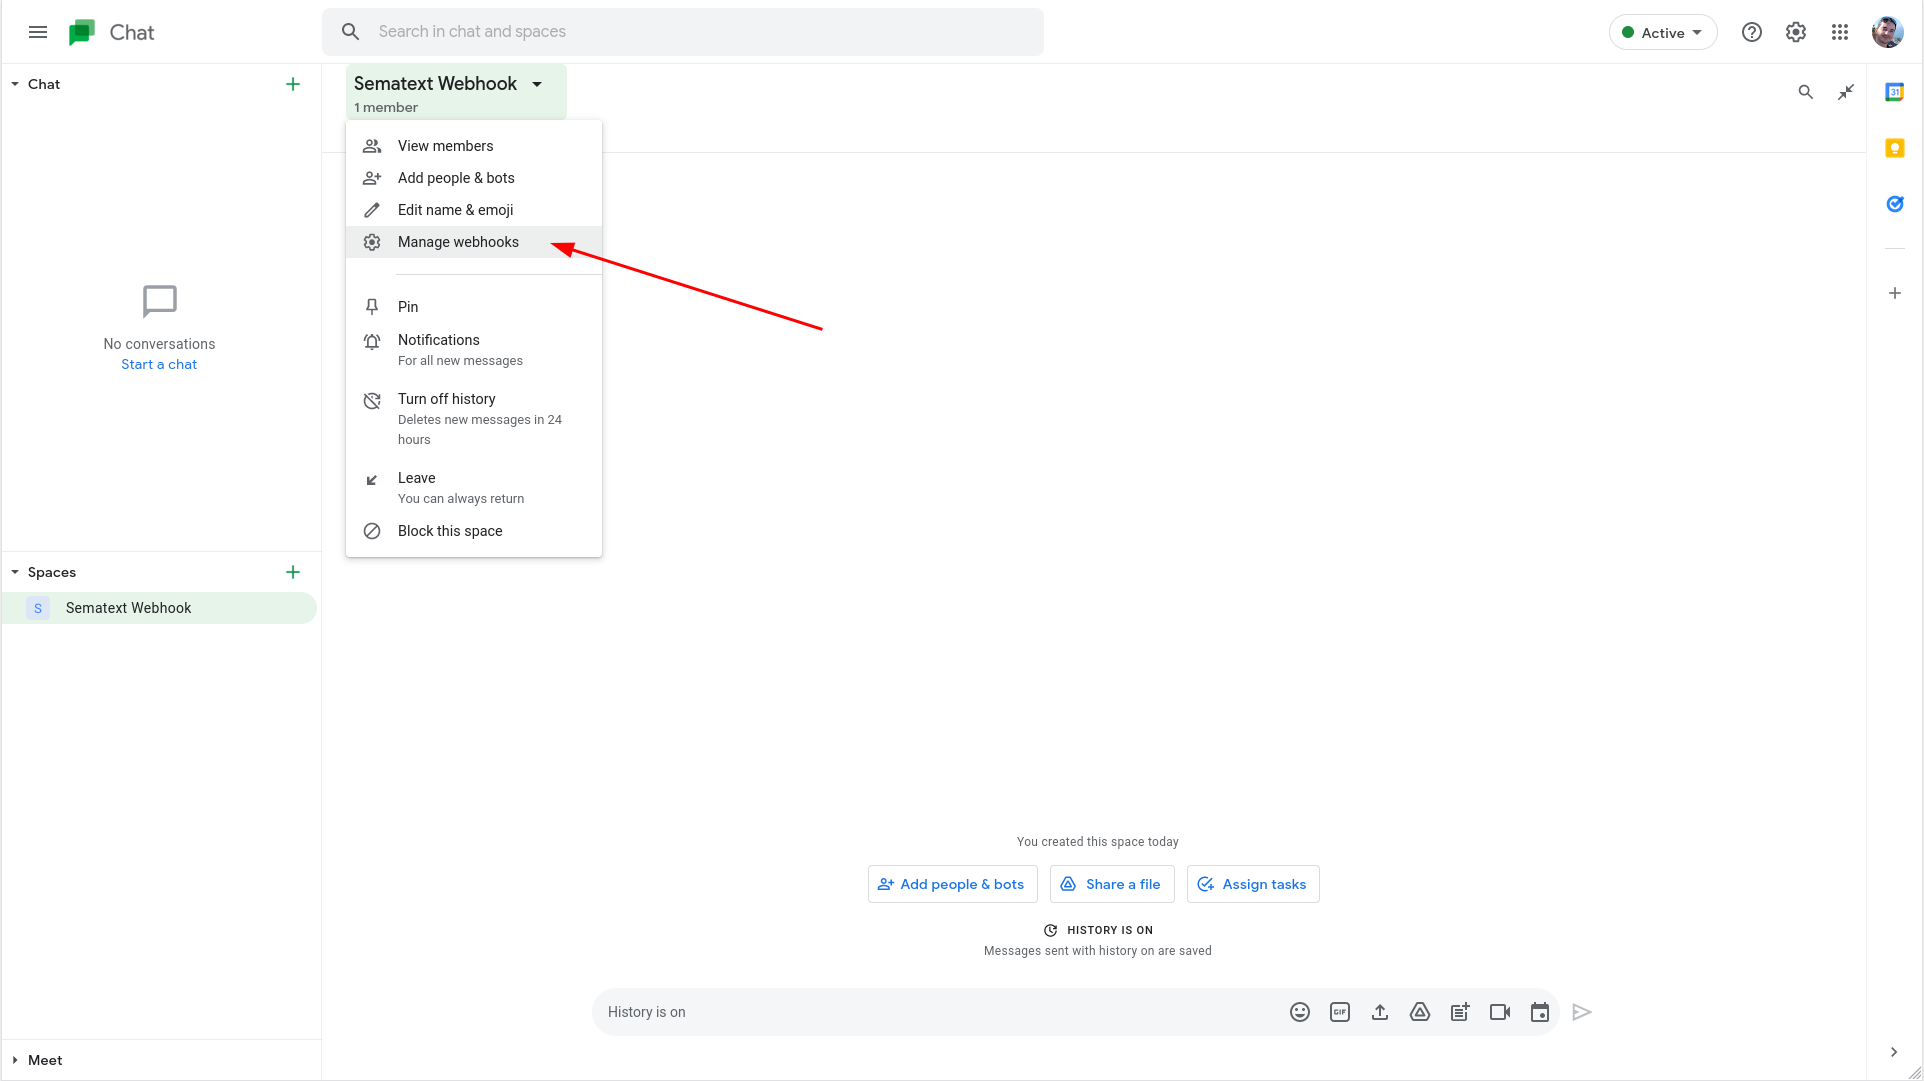 Chat
Search in chat and spaces
Active
Chat
Sematext Webhook
1 member
31
View members
Add people & bots
Edit name & emoji
Manage webhooks
Pin
Notifications
For all new messages
Turn off history
Deletes new messages in 24
hours
Leave
You can always return
Block this space
No conversations
Start a chat
Spaces
S Sematext Webhook
You created this space today
Add people & bots
Share a file
Assign tasks
HISTORY IS ON
Messages sent with history on are saved
History is on
GIF
Meet